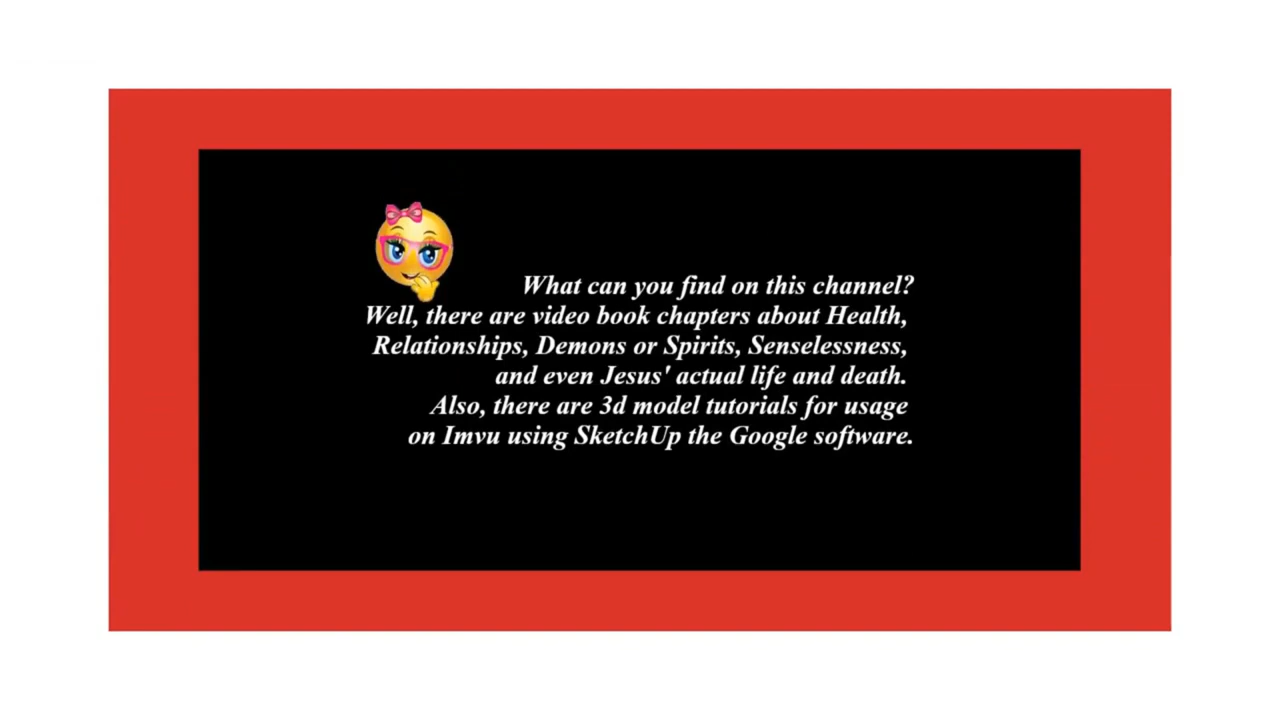 What can you find on this channel?
Well, there are video book chapters about Health,
Relationships, Demons or Spirits, Senselessness,
and even Jesus' actual life and death.
Also, there are 3d model tutorials for usage
on Imvu using SketchUp the Google software.